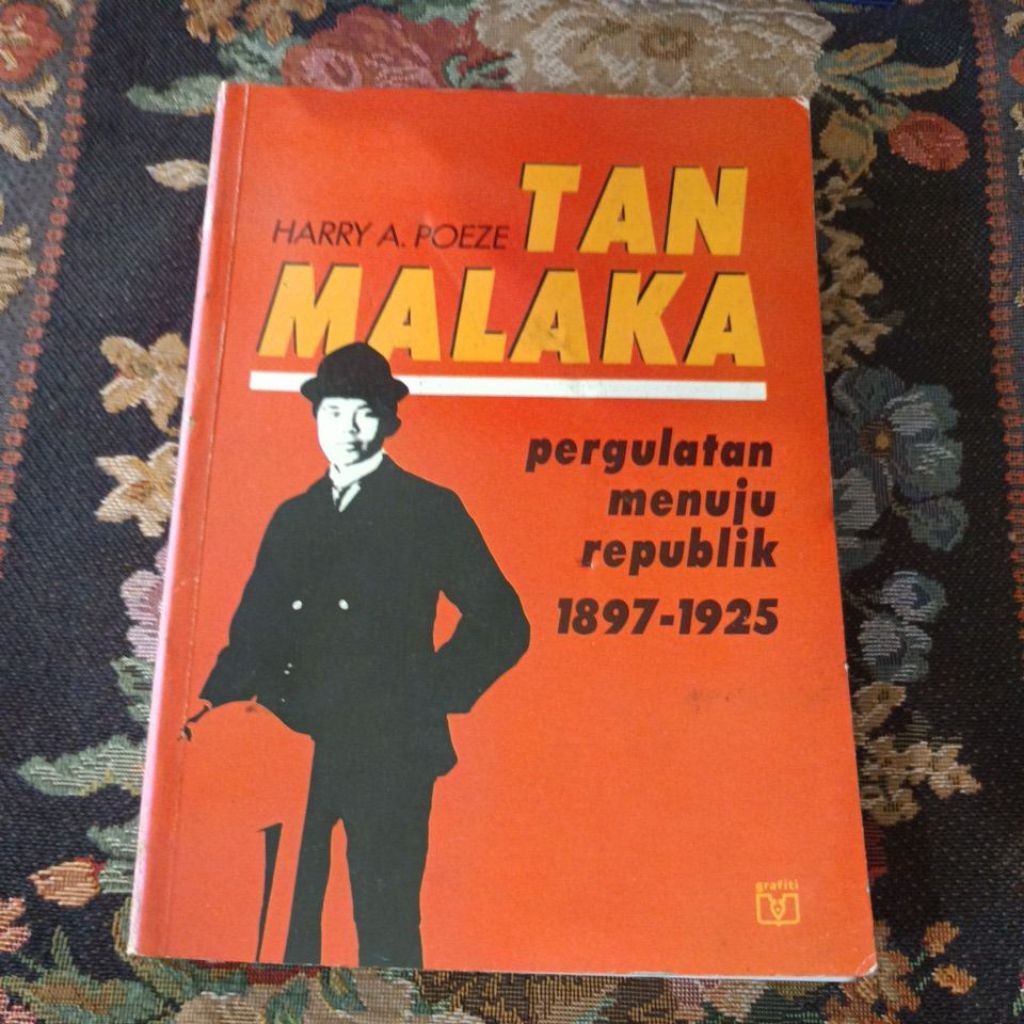 HARRY A. POEZE TAN
MALAKA
pergulatan
menuju
republik
1897-1925
grafiti